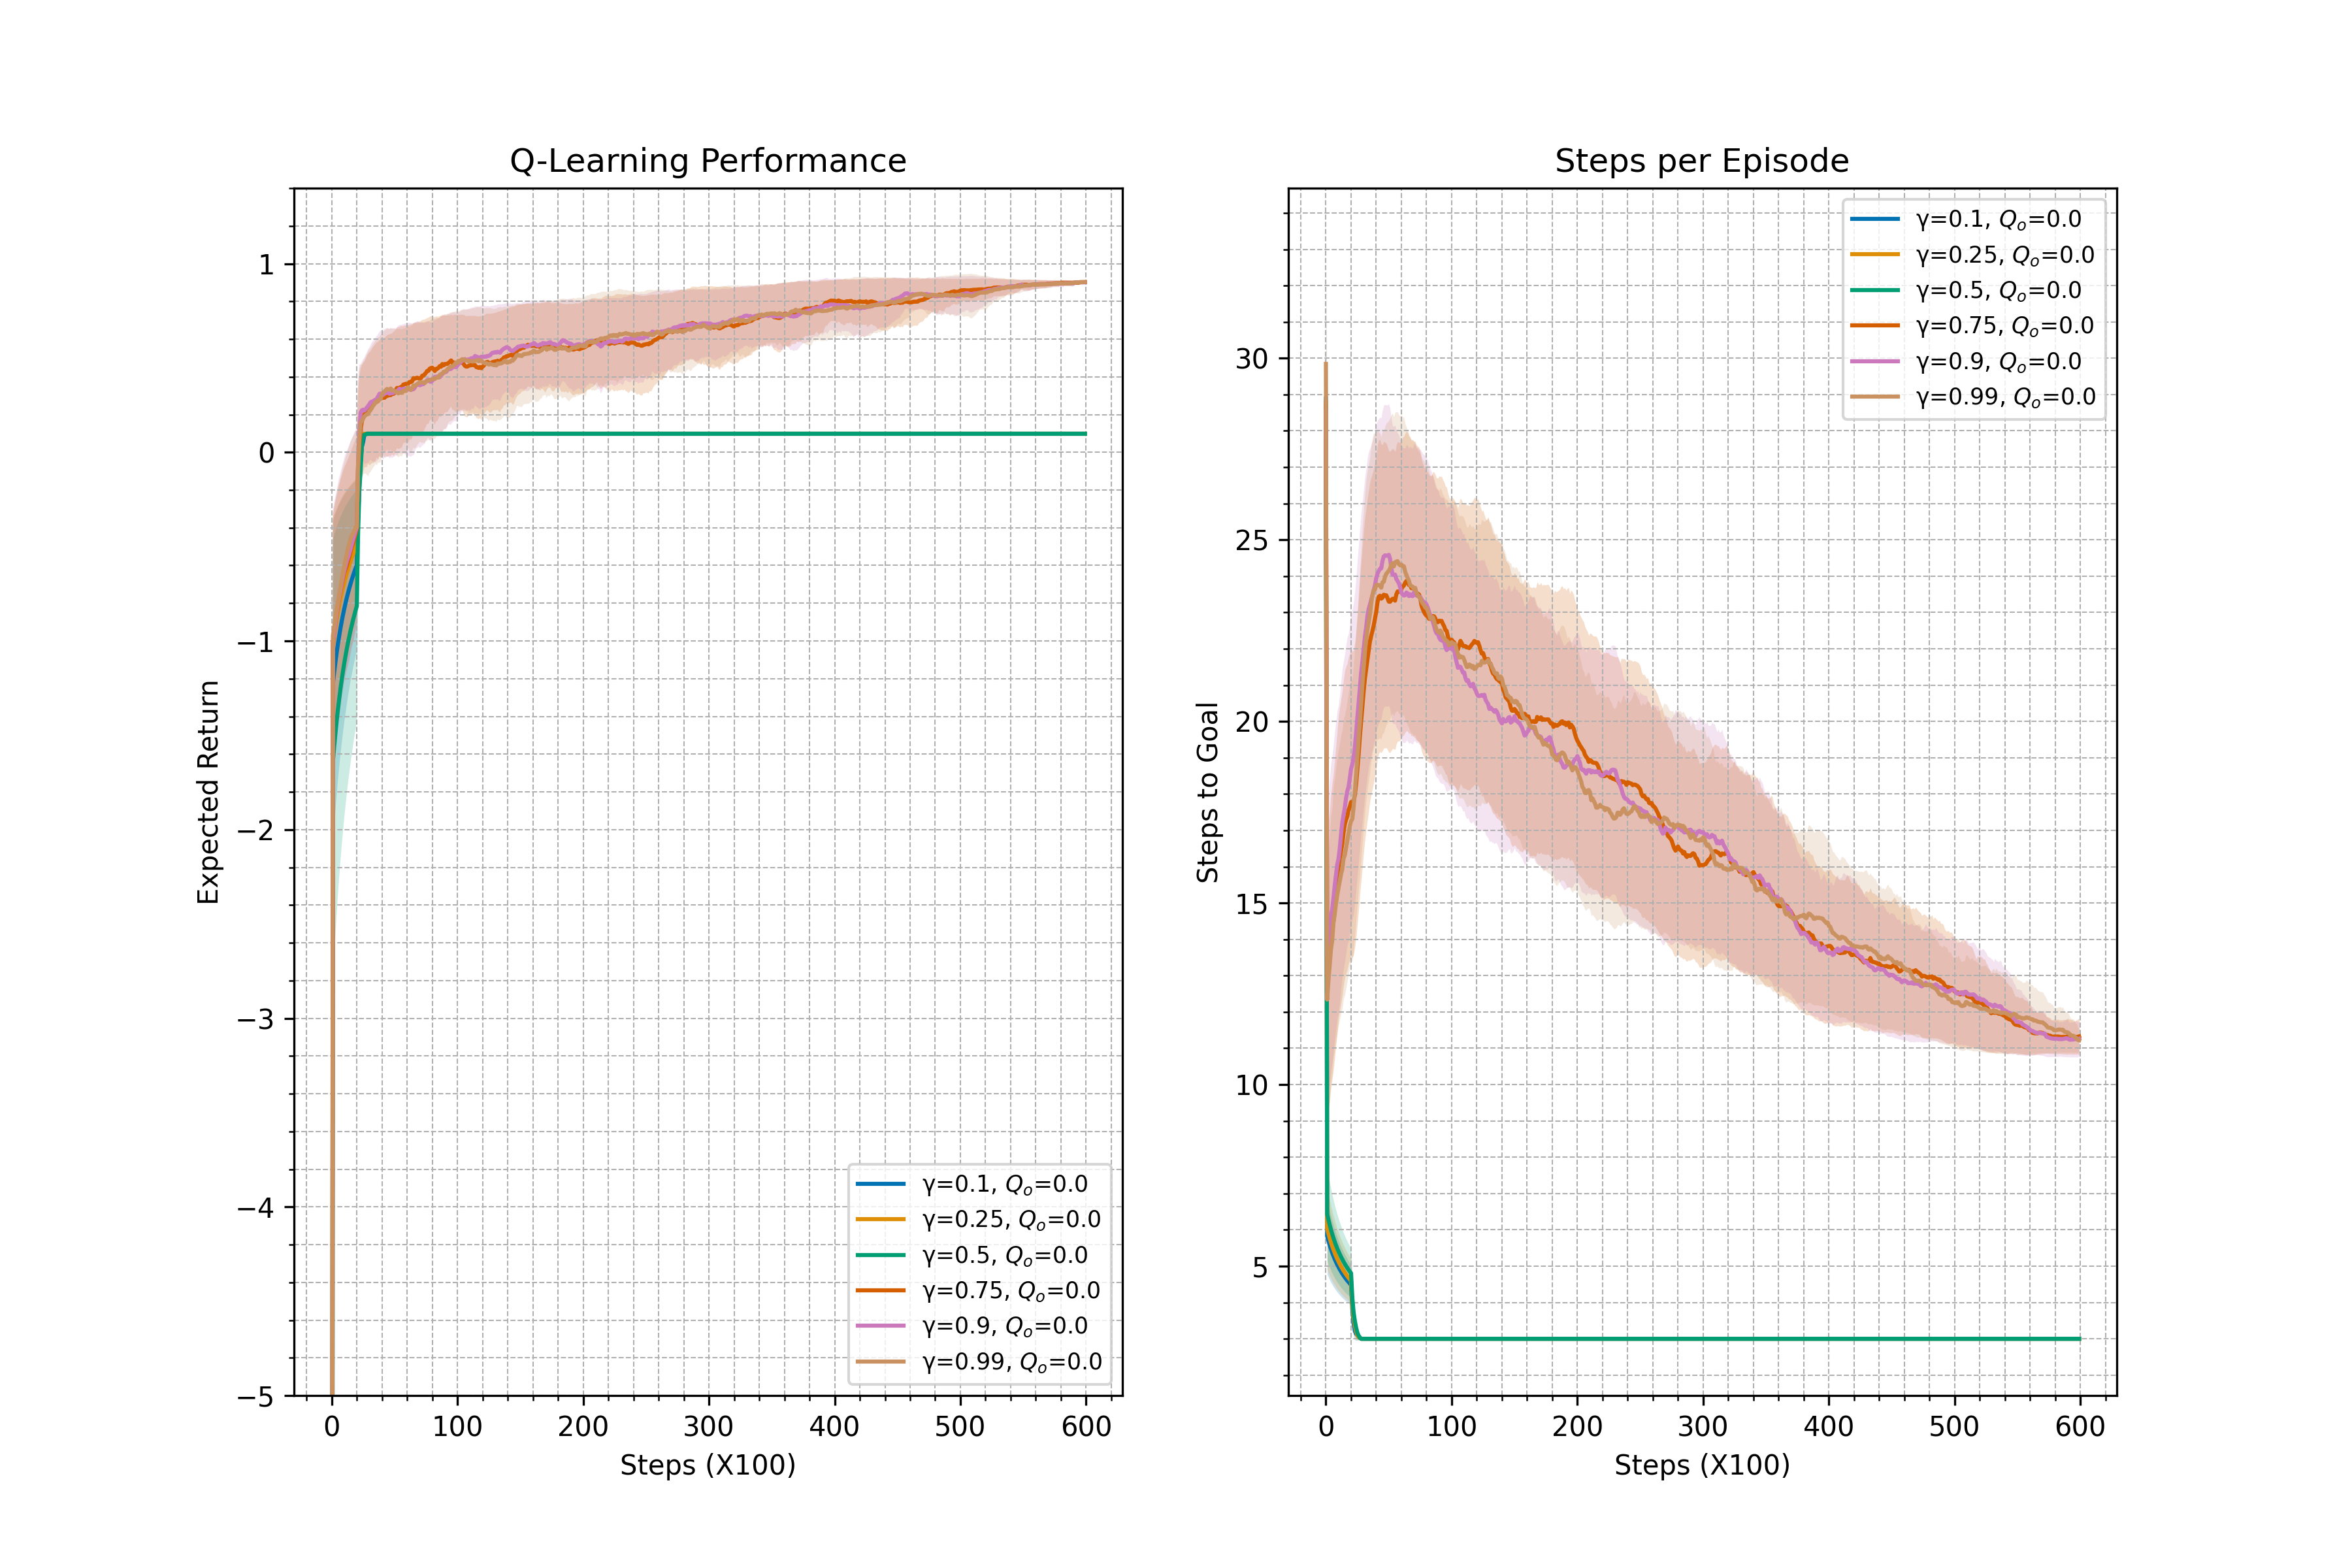 Q-Learning Performance
Expected Return
1
0
−1
−2
−3
−4
−5
0 100 200 300 400 500 600
Steps (X100)
γ=0.1, Qₒ=0.0
γ=0.25, Qₒ=0.0
γ=0.5, Qₒ=0.0
γ=0.75, Qₒ=0.0
γ=0.9, Qₒ=0.0
γ=0.99, Qₒ=0.0
Steps per Episode
Steps to Goal
30
25
20
15
10
5
0 100 200 300 400 500 600
Steps (X100)
γ=0.1, Qₒ=0.0
γ=0.25, Qₒ=0.0
γ=0.5, Qₒ=0.0
γ=0.75, Qₒ=0.0
γ=0.9, Qₒ=0.0
γ=0.99, Qₒ=0.0